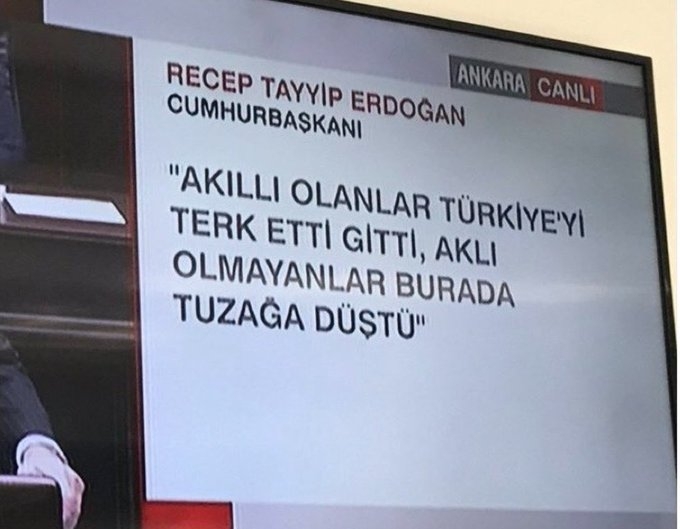 ANKARA CANLI
RECEP TAYYİP ERDOĞAN
CUMHURBAŞKANI
"AKILLI OLANLAR TÜRKİYE'Yİ
TERK ETTİ GİTTİ, AKLI
OLMAYANLAR BURADA
TUZAĞA DÜŞTÜ"